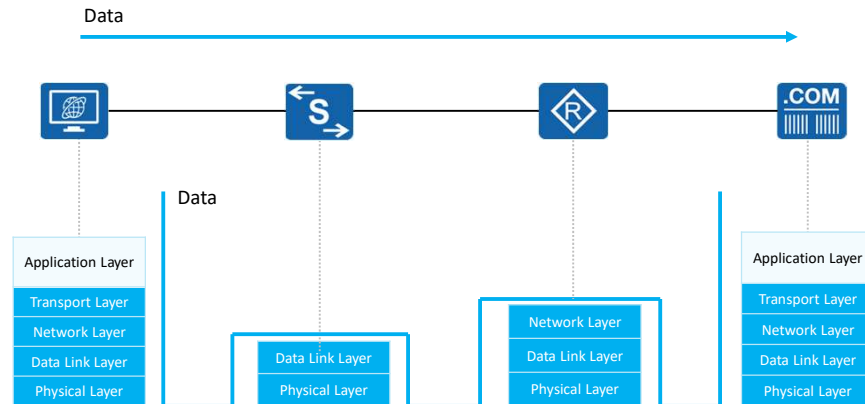 Data
S
R
.COM
Data
Application Layer
Transport Layer
Network Layer
Data Link Layer
Physical Layer
Data Link Layer
Physical Layer
Network Layer
Data Link Layer
Physical Layer
Application Layer
Transport Layer
Network Layer
Data Link Layer
Physical Layer